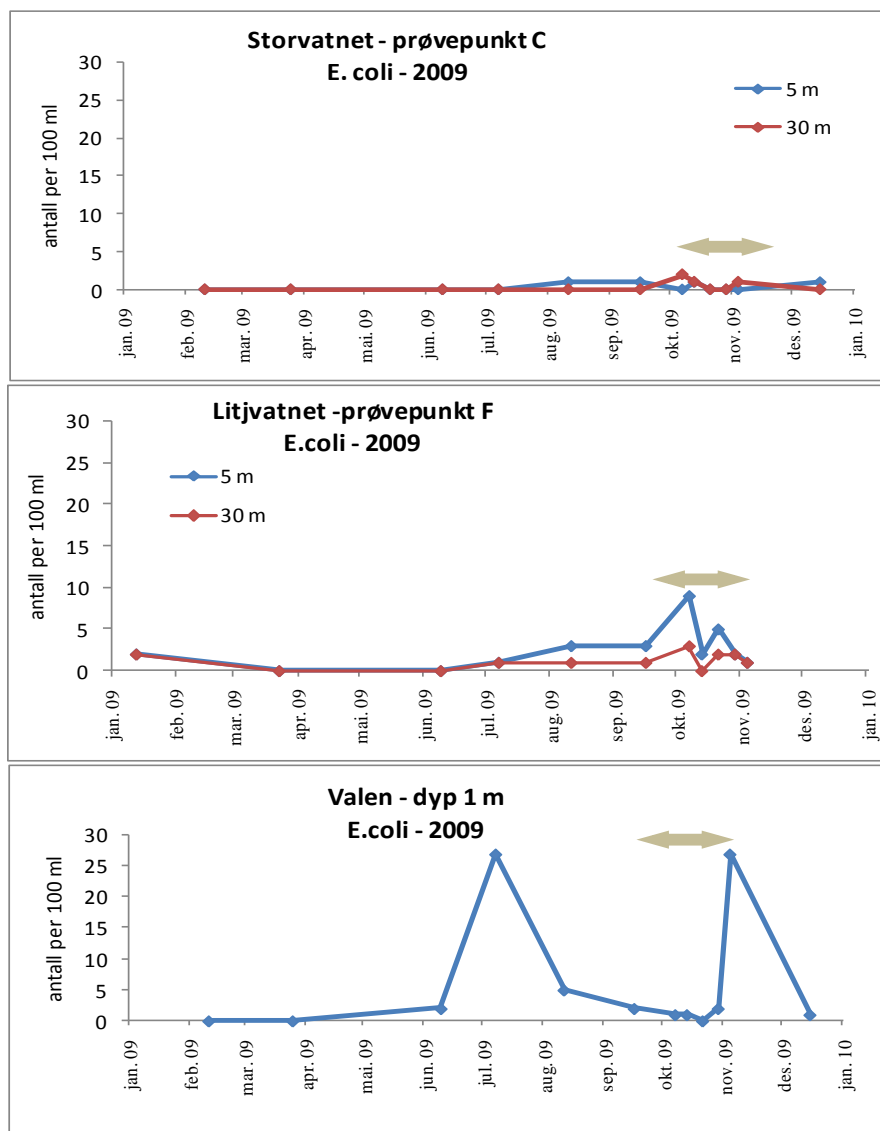 Storvatnet - prøvepunkt C
E. coli - 2009
antall per 100 ml
30
25
20
15
10
5
0
5 m
30 m
jan. 09
feb. 09
mar. 09
apr. 09
mai. 09
jun. 09
jul. 09
aug. 09
sep. 09
okt. 09
nov. 09
des. 09
jan. 10
Litjvatnet -prøvepunkt F
E.coli - 2009
antall per 100 ml
30
25
20
15
10
5
0
5 m
30 m
jan. 09
feb. 09
mar. 09
apr. 09
mai. 09
jun. 09
jul. 09
aug. 09
sep. 09
okt. 09
nov. 09
des. 09
jan. 10
Valen - dyp 1 m
E.coli - 2009
antall per 100 ml
30
25
20
15
10
5
0
jan. 09
feb. 09
mar. 09
apr. 09
mai. 09
jun. 09
jul. 09
aug. 09
sep. 09
okt. 09
nov. 09
des. 09
jan. 10